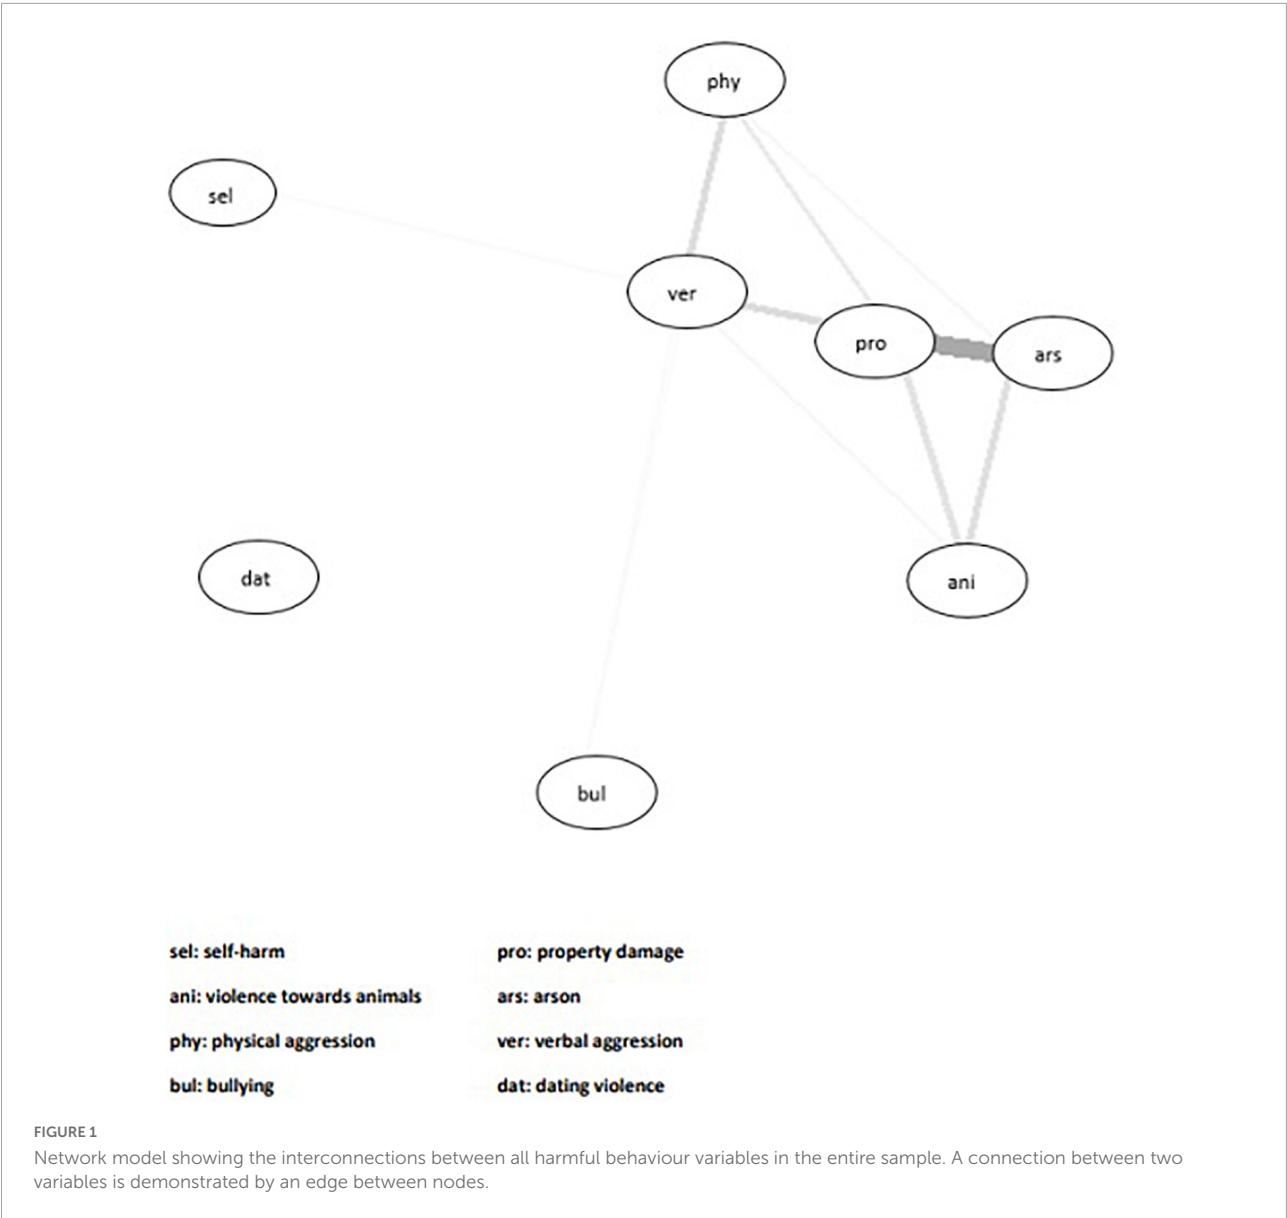 phy
sel
ver
pro
ars
dat
ani
bul
sel: self-harm
pro: property damage
ani: violence towards animals
ars: arson
phy: physical aggression
ver: verbal aggression
bul: bullying
dat: dating violence
FIGURE 1
Network model showing the interconnections between all harmful behaviour variables in the entire sample. A connection between two
variables is demonstrated by an edge between nodes.